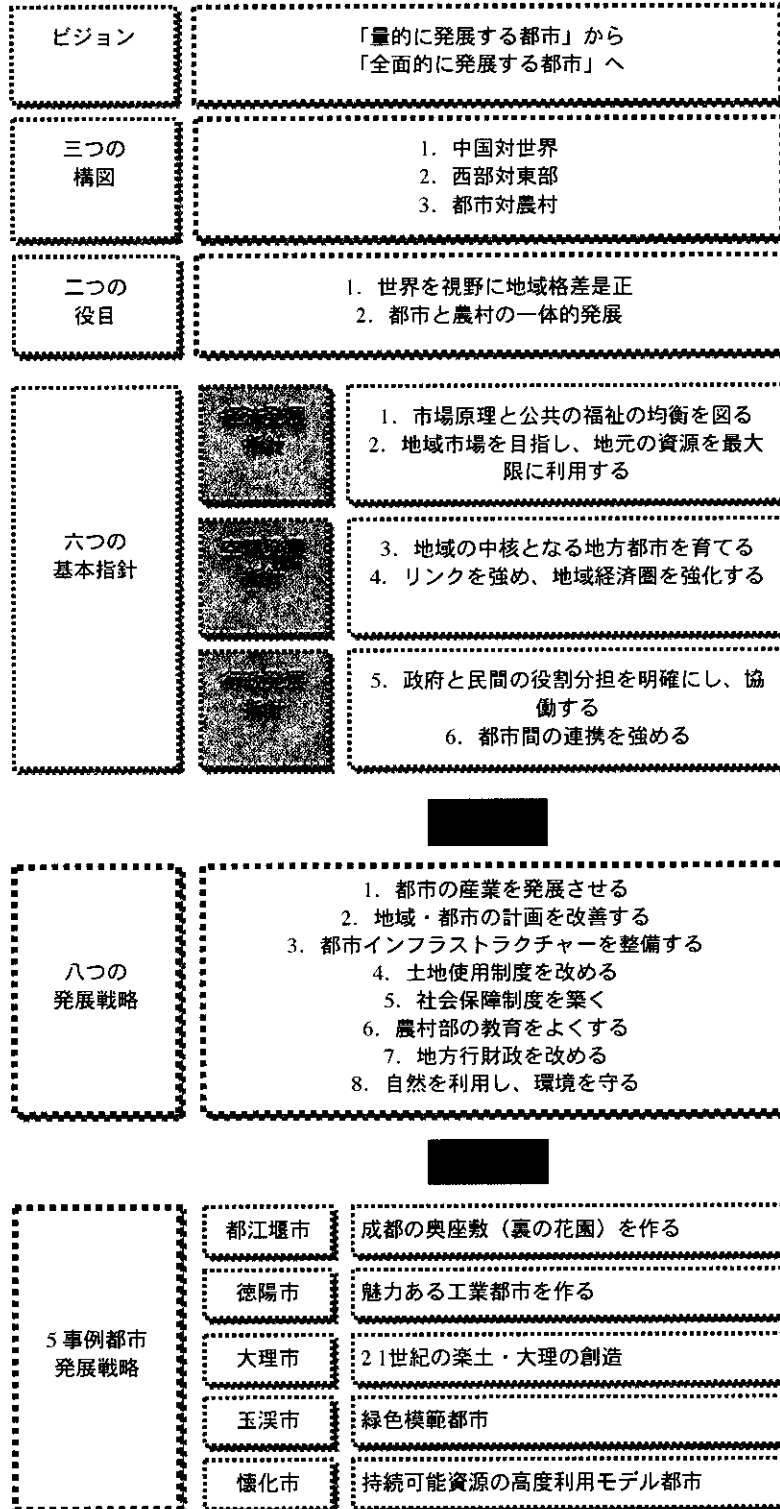 ビジョン
「量的に発展する都市」から
「全面的に発展する都市」へ
三つの
構図
1. 中国対世界
2. 西部対東部
3. 都市対農村
二つの
役目
1. 世界を視野に地域格差是正
2. 都市と農村の一体的発展
六つの
基本指針
1. 市場原理と公共の福祉の均衡を図る
2. 地域市場を目指し、地元の資源を最大
限に利用する
3. 地域の中核となる地方都市を育てる
4. リンクを強め、地域経済圏を強化する
5. 政府と民間の役割分担を明確にし、協
働する
6. 都市間の連携を強める
八つの
発展戦略
1. 都市の産業を発展させる
2. 地域・都市の計画を改善する
3. 都市インフラストラクチャーを整備する
4. 土地使用制度を改める
5. 社会保障制度を築く
6. 農村部の教育をよくする
7. 地方行財政を改める
8. 自然を利用し、環境を守る
5 事例都市
発展戦略
都江堰市
成都の奥座敷（裏の花園）を作る
徳陽市
魅力ある工業都市を作る
大理市
2 1世紀の楽土・大理の創造
玉渓市
緑色模範都市
懐化市
持続可能資源の高度利用モデル都市